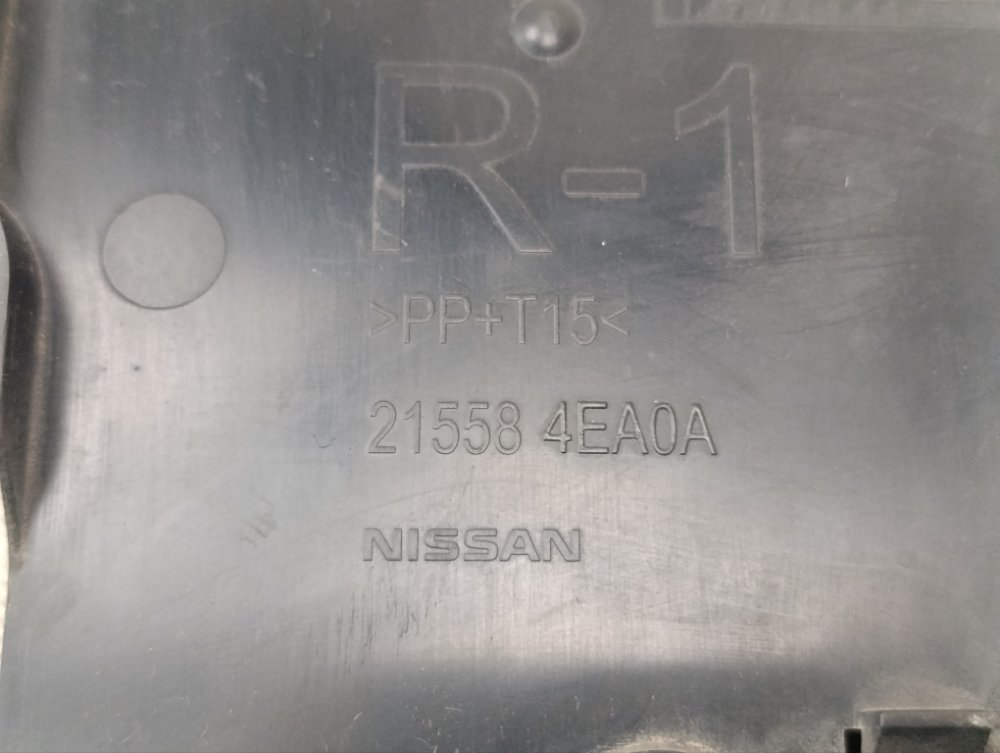 R-1
>PP+T15<
21558 4EA0A
NISSAN